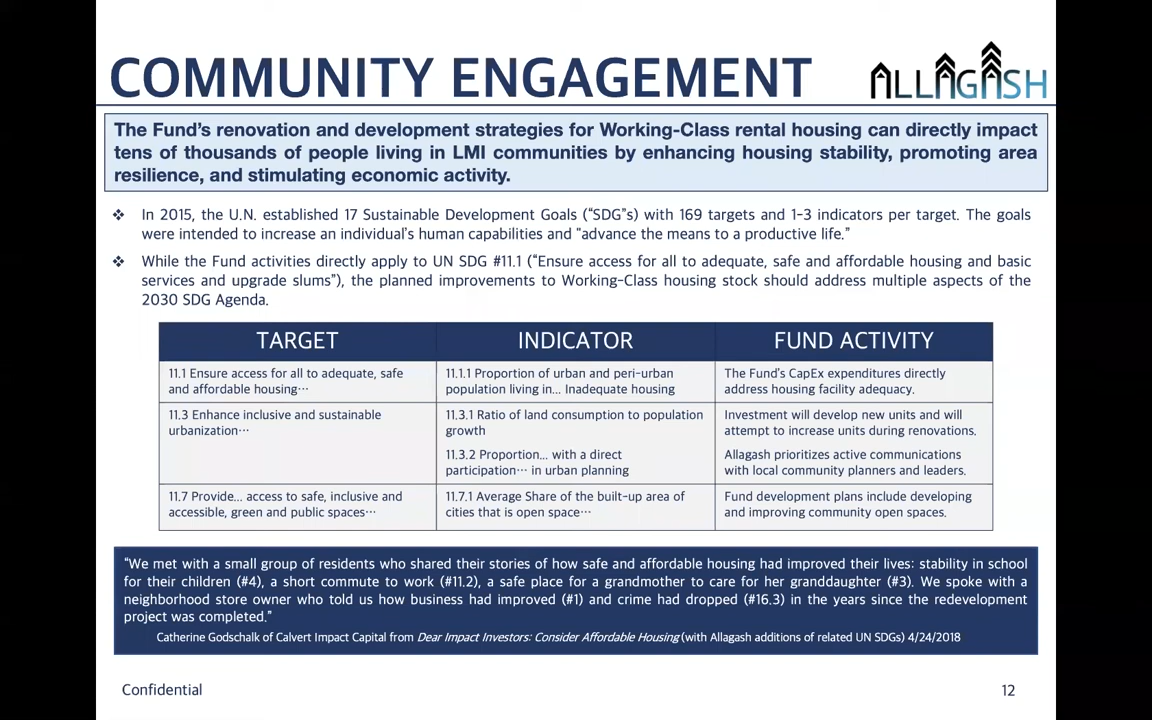 COMMUNITY ENGAGEMENT
ALLAGASH
The Fund's renovation and development strategies for Working-Class rental housing can directly impact
tens of thousands of people living in LMI communities by enhancing housing stability, promoting area
resilience, and stimulating economic activity.
❖ In 2015, the U.N. established 17 Sustainable Development Goals ("SDG"s) with 169 targets and 1-3 indicators per target. The goals
were intended to increase an individual's human capabilities and "advance the means to a productive life."
❖ While the Fund activities directly apply to UN SDG #11.1 ("Ensure access for all to adequate, safe and affordable housing and basic
services and upgrade slums"), the planned improvements to Working-Class housing stock should address multiple aspects of the
2030 SDG Agenda.
TARGET INDICATOR FUND ACTIVITY
11.1 Ensure access for all to adequate, safe
and affordable housing…
11.1.1 Proportion of urban and peri-urban
population living in... Inadequate housing
The Fund's CapEx expenditures directly
address housing facility adequacy.
11.3 Enhance inclusive and sustainable
urbanization…
11.3.1 Ratio of land consumption to population
growth
Investment will develop new units and will
attempt to increase units during renovations.
11.3.2 Proportion... with a direct
participation… in urban planning
Allagash prioritizes active communications
with local community planners and leaders.
11.7 Provide... access to safe, inclusive and
accessible, green and public spaces…
11.7.1 Average Share of the built-up area of
cities that is open space…
Fund development plans include developing
and improving community open spaces.
"We met with a small group of residents who shared their stories of how safe and affordable housing had improved their lives: stability in school
for their children (#4), a short commute to work (#11.2), a safe place for a grandmother to care for her granddaughter (#3). We spoke with a
neighborhood store owner who told us how business had improved (#1) and crime had dropped (#16.3) in the years since the redevelopment
project was completed."
Catherine Godschalk of Calvert Impact Capital from Dear Impact Investors: Consider Affordable Housing (with Allagash additions of related UN SDGs) 4/24/2018
Confidential
12